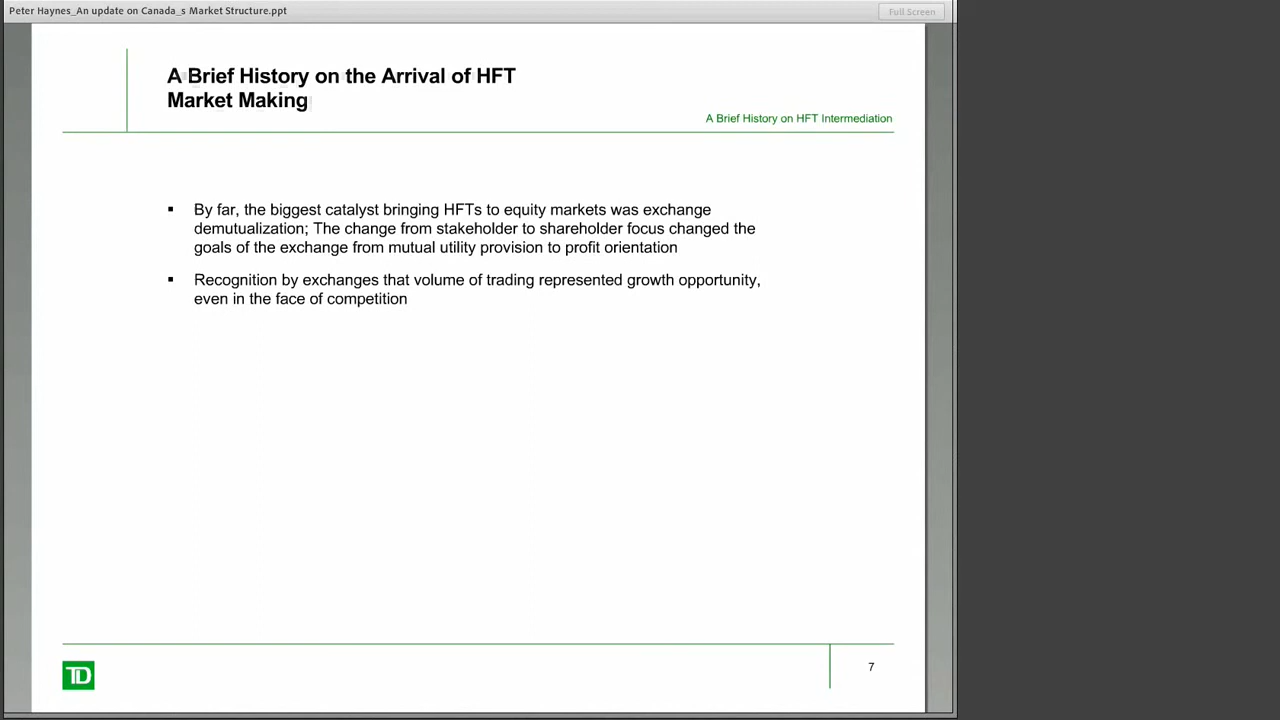 Peter Haynes_An update on Canada_s Market Structure.ppt
Full Screen
A Brief History on the Arrival of HFT
Market Making
A Brief History on HFT Intermediation
▪ By far, the biggest catalyst bringing HFTs to equity markets was exchange
demutualization; The change from stakeholder to shareholder focus changed the
goals of the exchange from mutual utility provision to profit orientation
▪ Recognition by exchanges that volume of trading represented growth opportunity,
even in the face of competition
TD
7